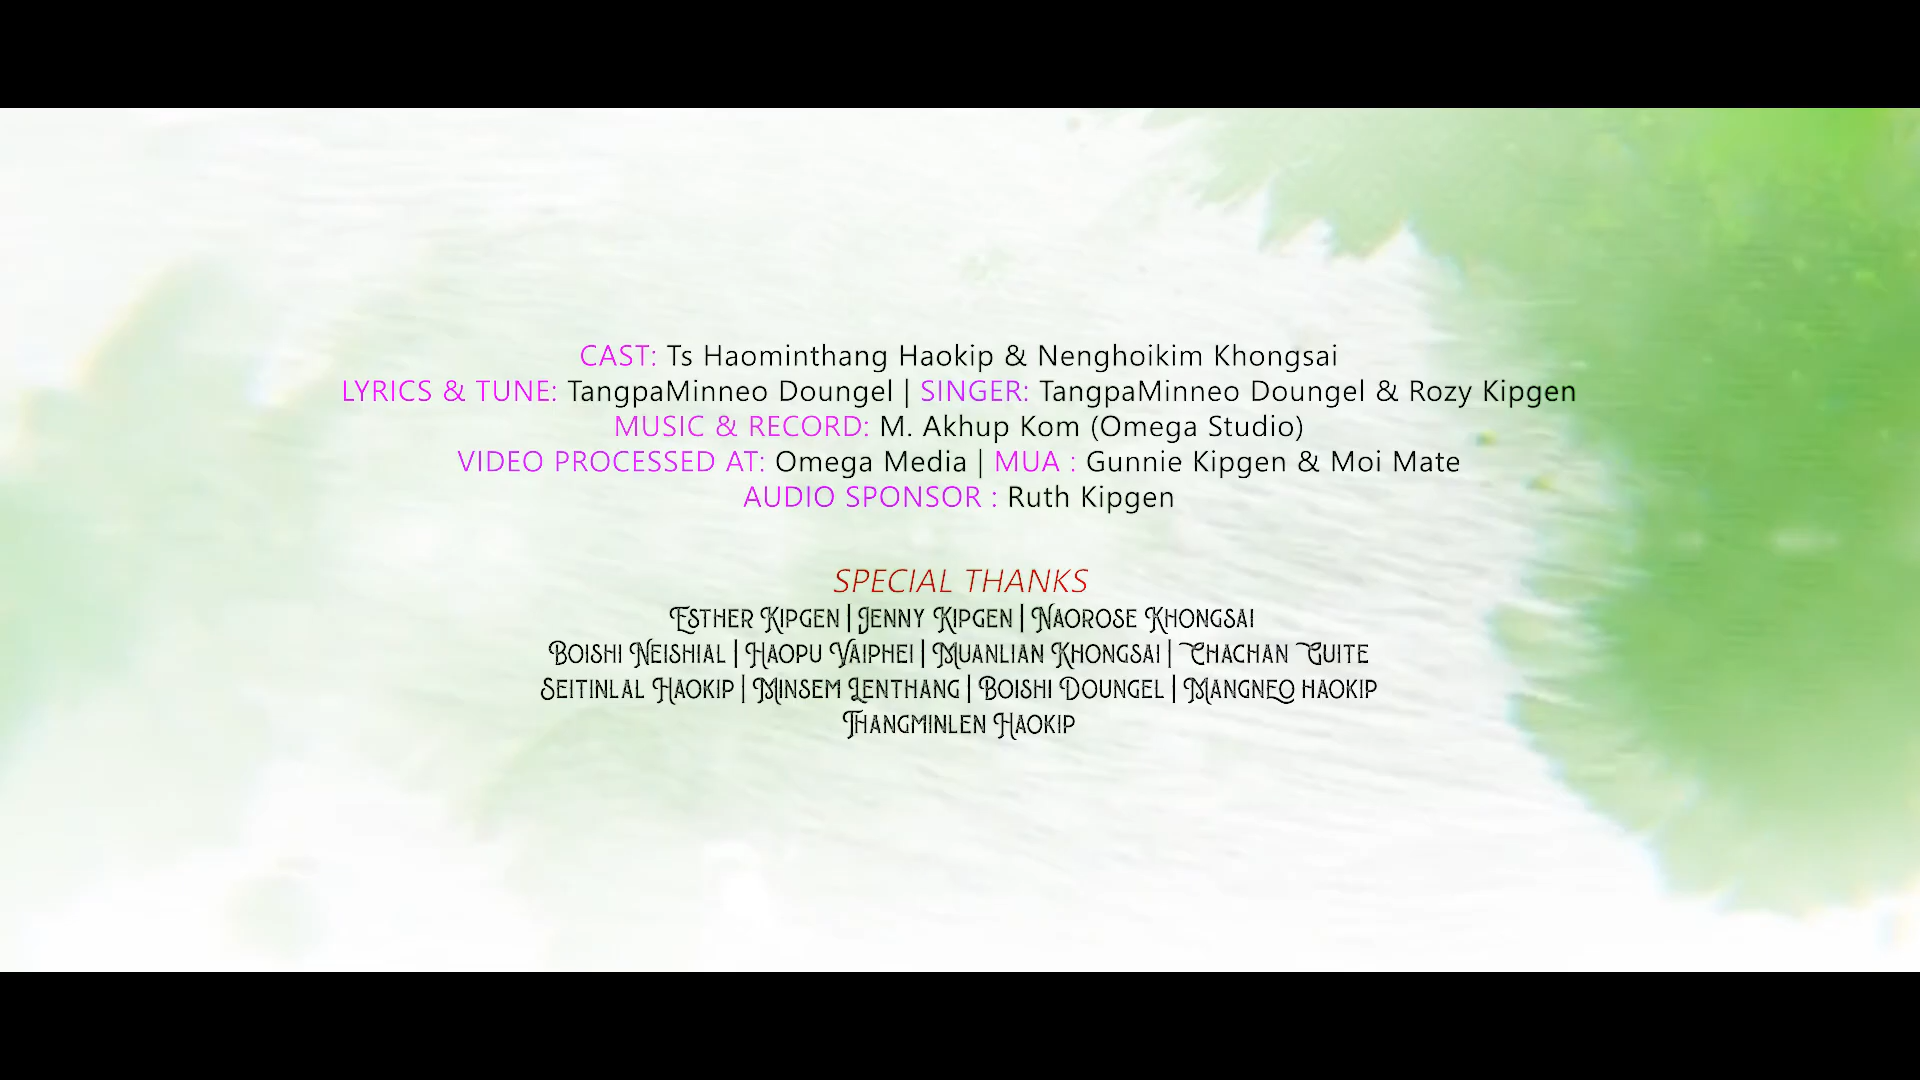 CAST: Ts Haominthang Haokip & Nenghoikim Khongsai
LYRICS & TUNE: TangpaMinneo Doungel | SINGER: TangpaMinneo Doungel & Rozy Kipgen
MUSIC & RECORD: M. Akhup Kom (Omega Studio)
VIDEO PROCESSED AT: Omega Media | MUA : Gunnie Kipgen & Moi Mate
AUDIO SPONSOR : Ruth Kipgen
SPECIAL THANKS
ESTHER KIPGEN | JENNY KIPGEN | NAOROSE KHONGSAI
BOISHI NEISHIAL | HAOPU VAIPHEI | MUANLIAN KHONGSAI | CHACHAN GUITE
SEITINLAL HAOKIP | MINSEM LENTHANG | BOISHI DOUNGEL | MANGNEO HAOKIP
THANGMINLEN HAOKIP